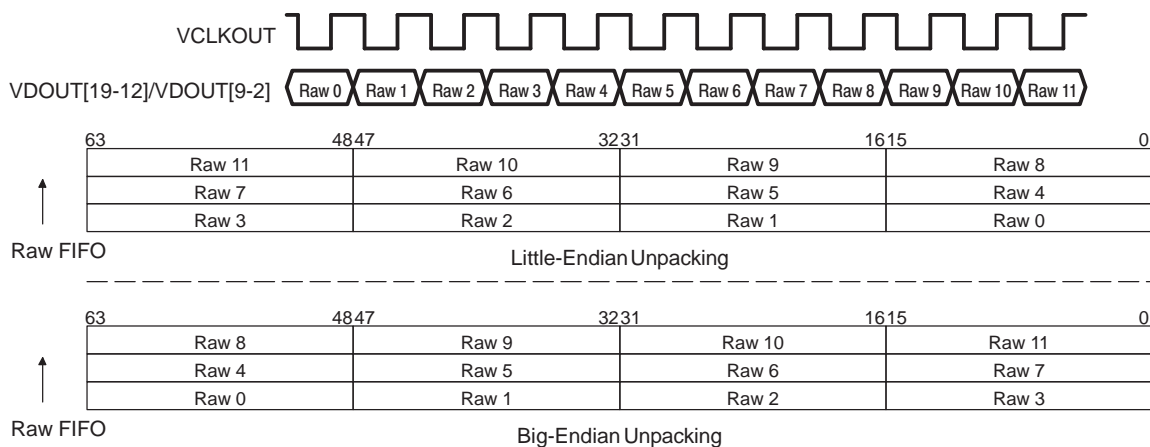 VCLKOUT
VDOUT[19-12]/VDOUT[9-2] Raw 0 Raw 1 Raw 2 Raw 3 Raw 4 Raw 5 Raw 6 Raw 7 Raw 8 Raw 9 Raw 10 Raw 11
63 4847 3231 1615 0
Raw 11 Raw 10 Raw 9 Raw 8
Raw 7 Raw 6 Raw 5 Raw 4
Raw 3 Raw 2 Raw 1 Raw 0
Raw FIFO
Little-Endian Unpacking
63 4847 3231 1615 0
Raw 8 Raw 9 Raw 10 Raw 11
Raw 4 Raw 5 Raw 6 Raw 7
Raw 0 Raw 1 Raw 2 Raw 3
Raw FIFO
Big-Endian Unpacking